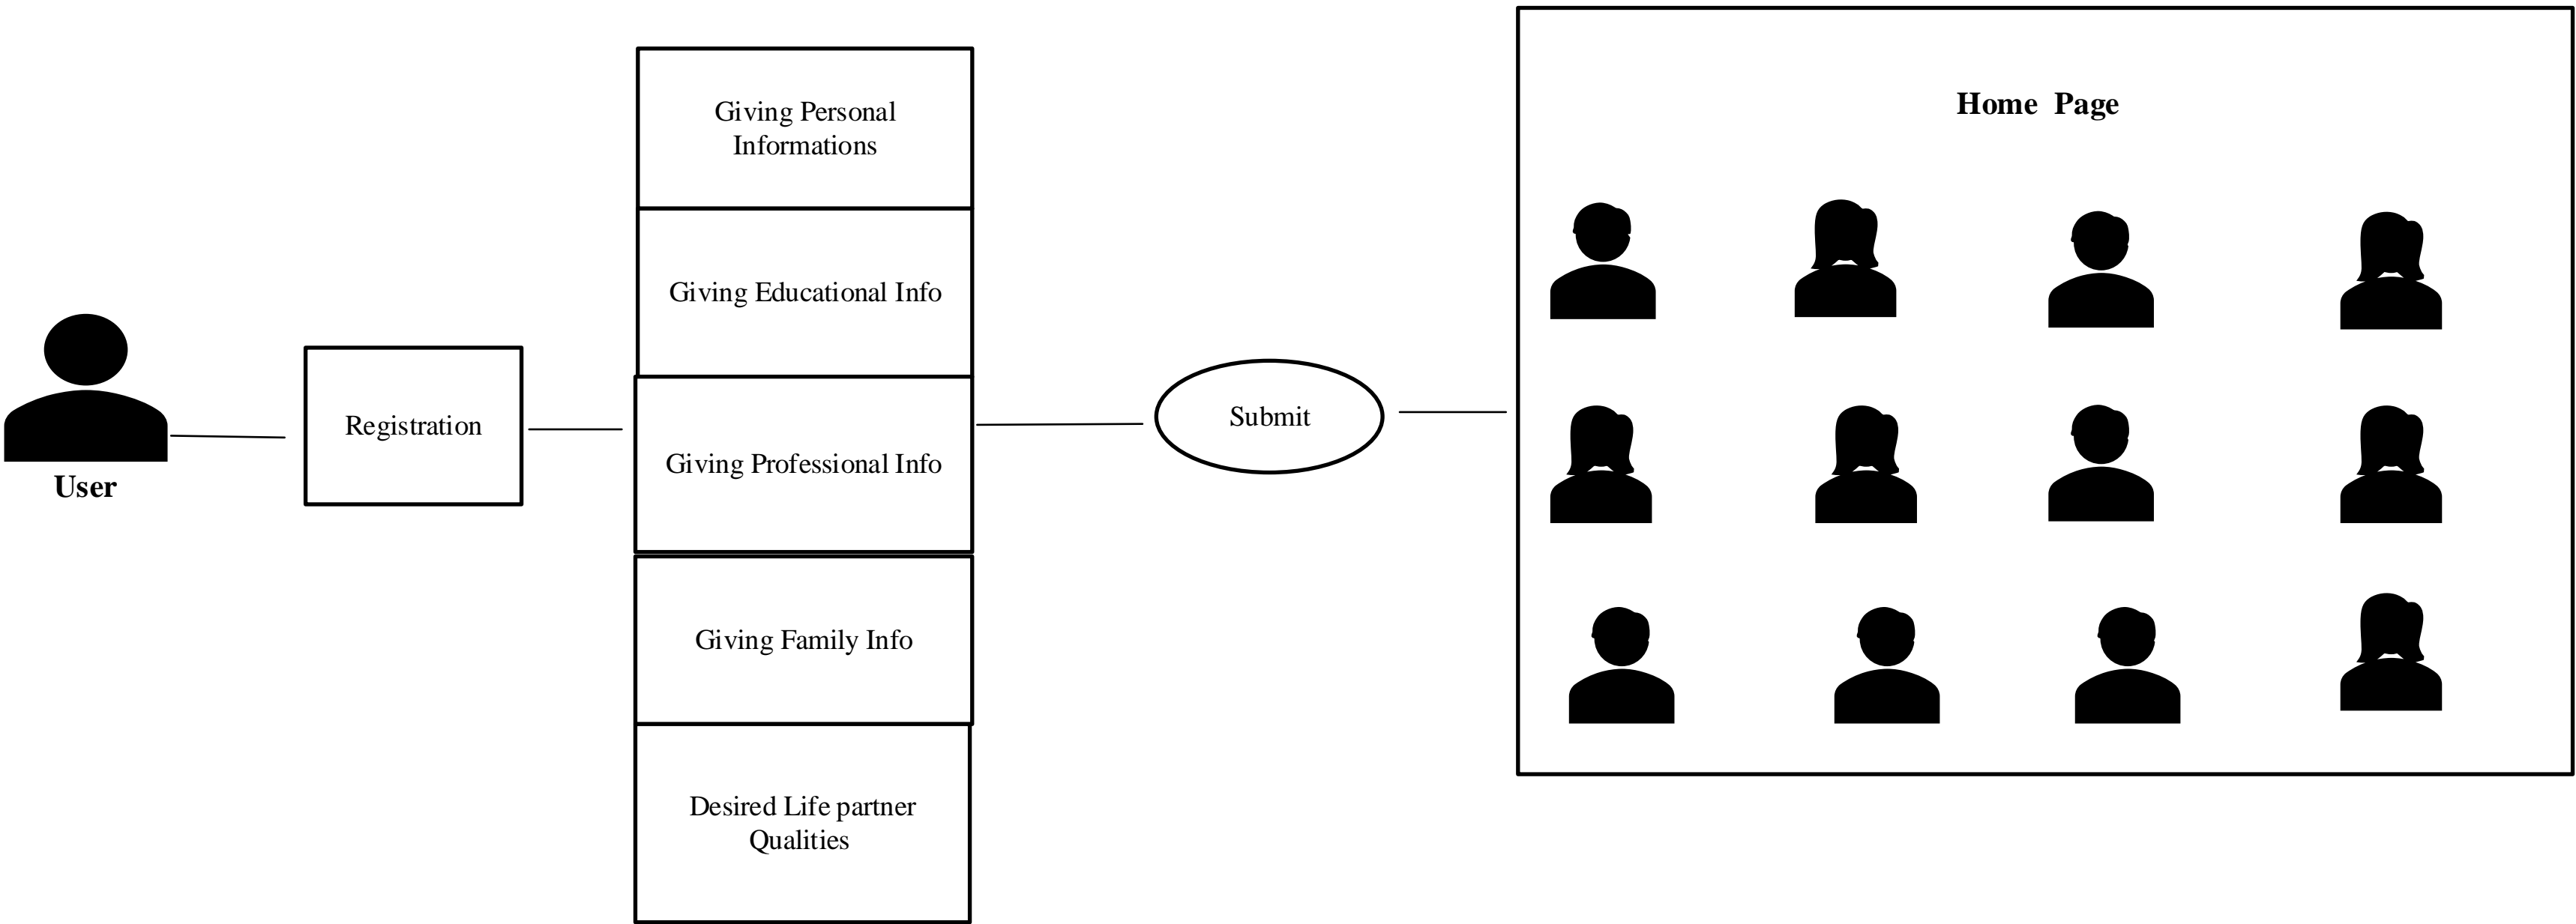 User
Registration
Giving Personal
Informations
Giving Educational Info
Giving Professional Info
Giving Family Info
Desired Life partner
Qualities
Submit
Home Page